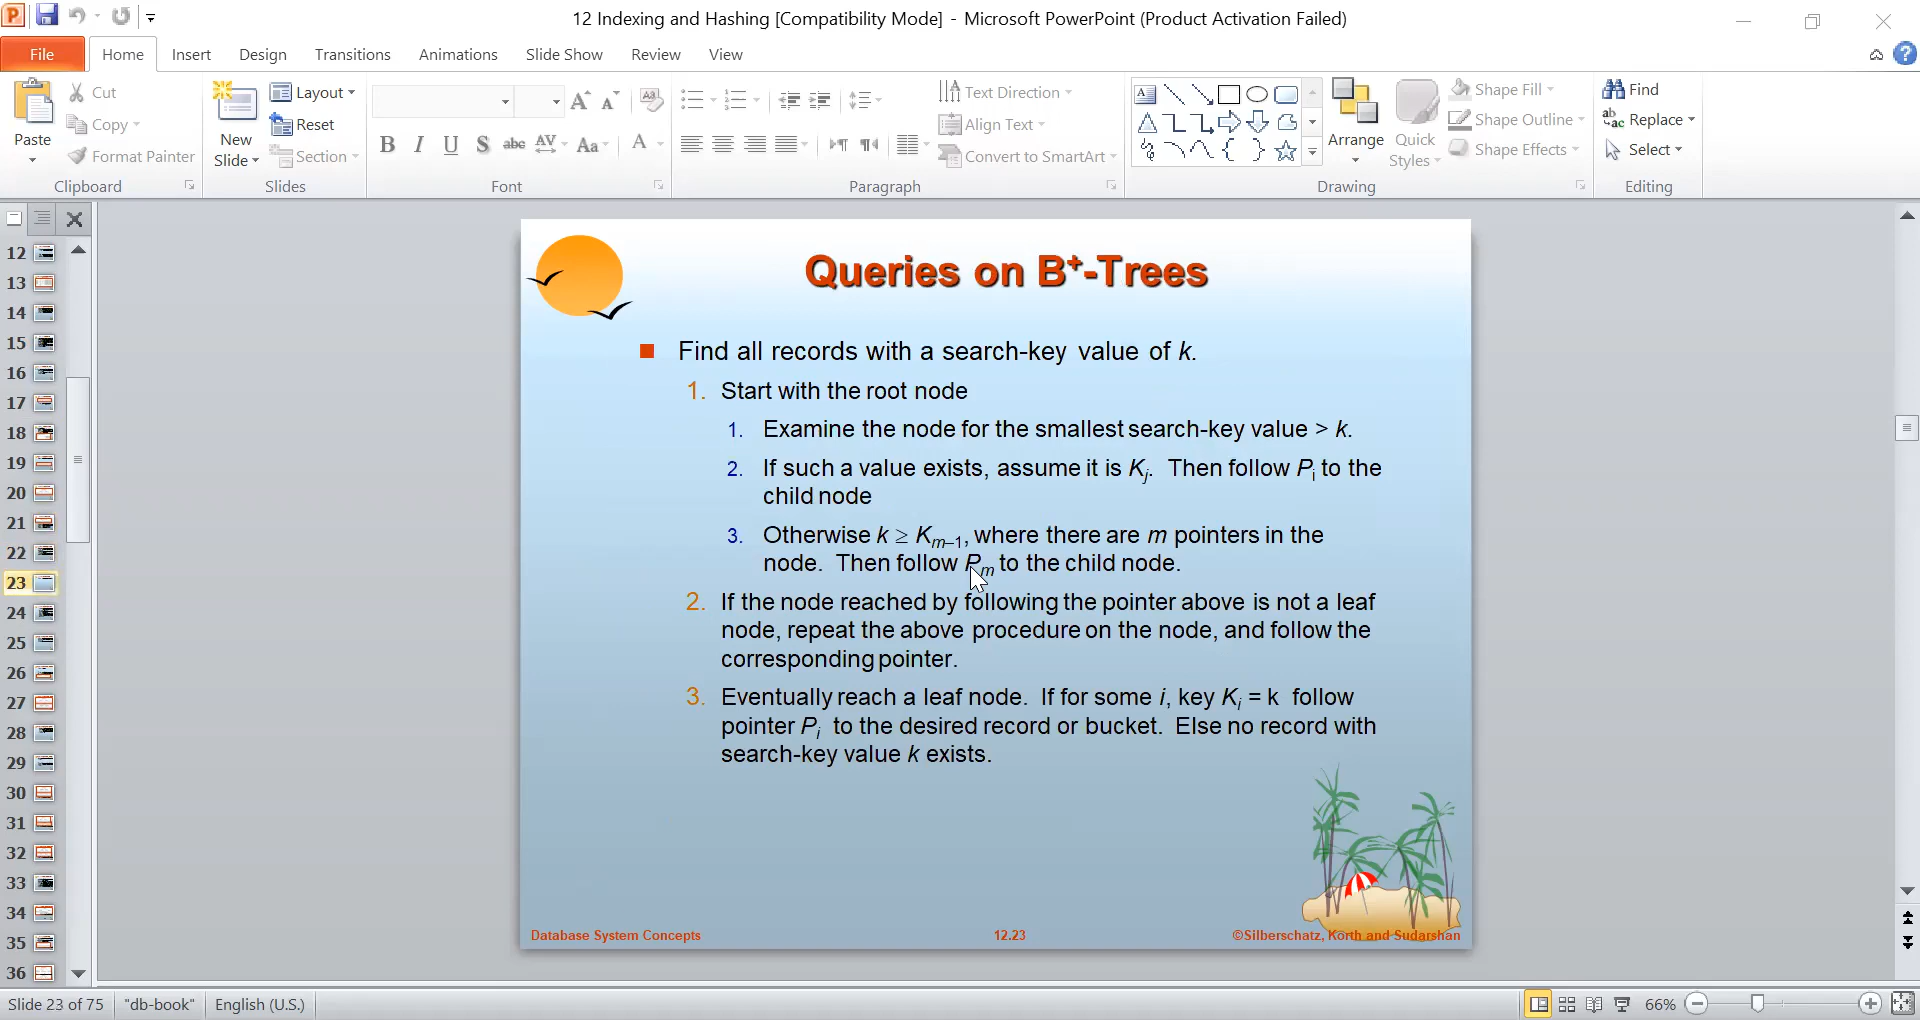 12 Indexing and Hashing [Compatibility Mode] - Microsoft PowerPoint (Product Activation Failed)
File Home Insert Design Transitions Animations Slide Show Review View
Paste
Cut
Copy
Format Painter
Clipboard
New
Slide
Layout
Reset
Section
Slides
B I U S abc AV Aa A
Font
Text Direction
Align Text
Convert to SmartArt
Paragraph
Arrange
Quick
Styles
Shape Fill
Shape Outline
Shape Effects
Drawing
Find
Replace
Select
Editing
12
13
14
15
16
17
18
19
20
21
22
23
24
25
26
27
28
29
30
31
32
33
34
35
36
Queries on B+-Trees
Find all records with a search-key value of k.
1. Start with the root node
1. Examine the node for the smallest search-key value > k.
2. If such a value exists, assume it is Kj. Then follow Pi to the
child node
3. Otherwise k ≥ Km–1, where there are m pointers in the
node. Then follow Pm to the child node.
2. If the node reached by following the pointer above is not a leaf
node, repeat the above procedure on the node, and follow the
corresponding pointer.
3. Eventually reach a leaf node. If for some i, key Ki = k follow
pointer Pi to the desired record or bucket. Else no record with
search-key value k exists.
Database System Concepts 12.23 ©Silberschatz, Korth and Sudarshan
Slide 23 of 75 "db-book" English (U.S.) 66%